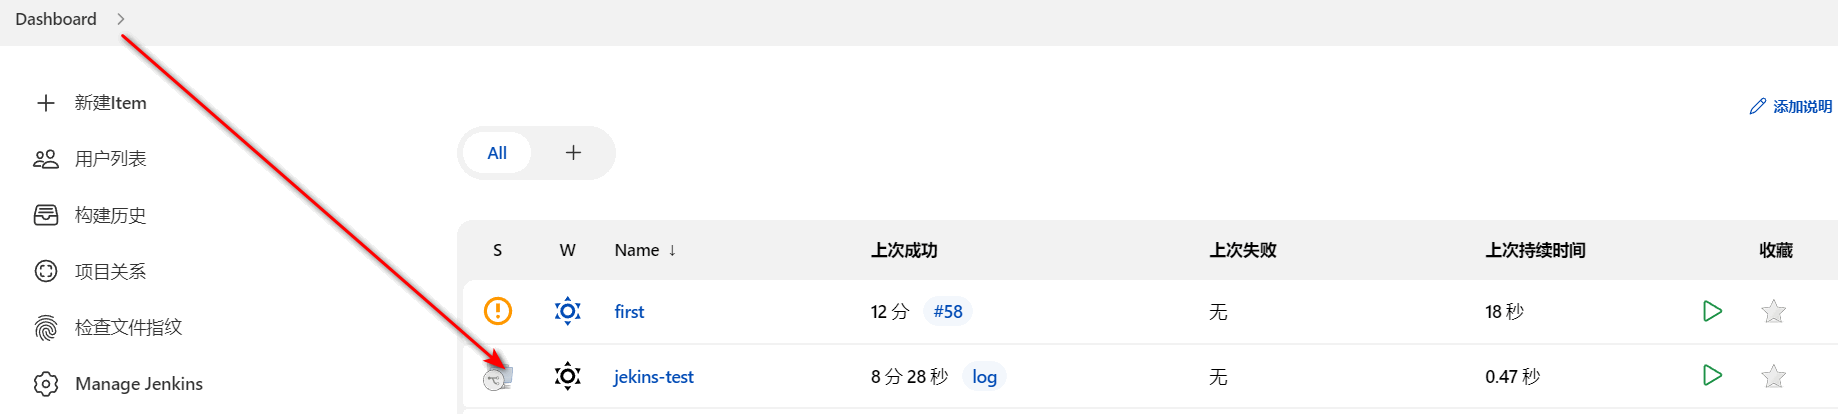 Dashboard
新建Item
添加说明
用户列表
All
构建历史
S W Name ↓ 上次成功 上次失败 上次持续时间 收藏
项目关系
first 12 分 #58 无 18 秒
检查文件指纹
jekins-test 8 分 28 秒 log 无 0.47 秒
Manage Jenkins